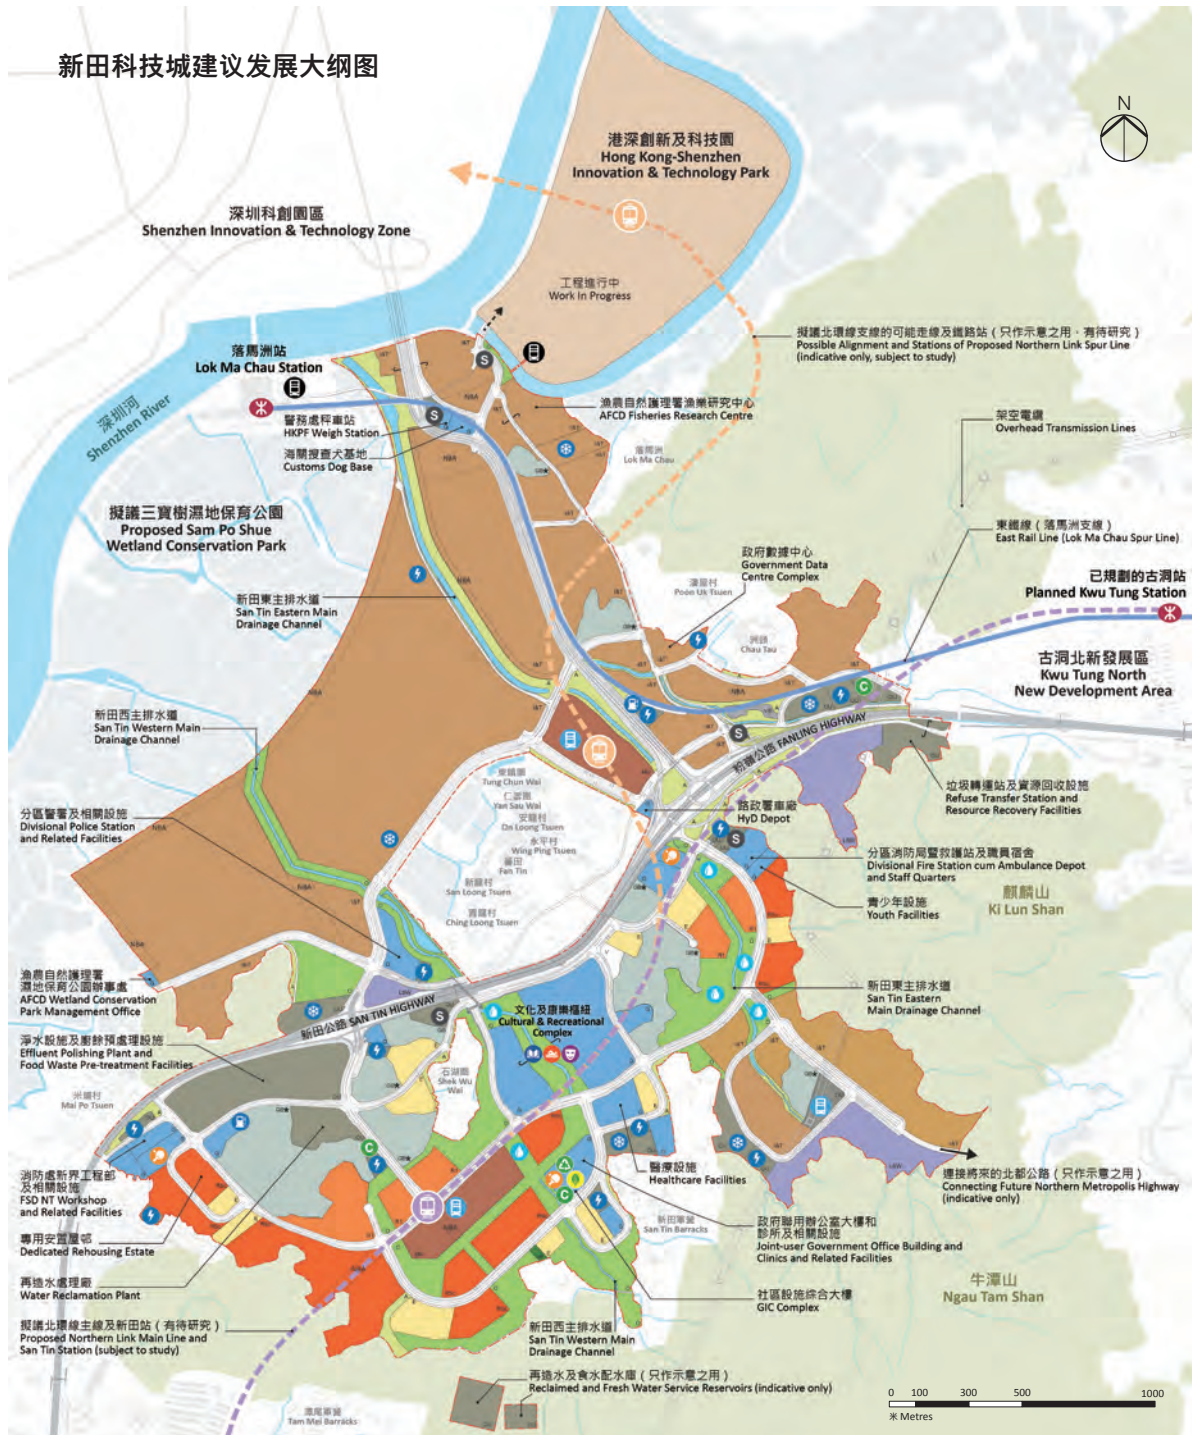 新田科技城建议发展大纲图
N
港深創新及科技園
Hong Kong-Shenzhen
Innovation & Technology Park
深圳科創園區
Shenzhen Innovation & Technology Zone
工程進行中
Work In Progress
擬議北環線支線的可能走線及鐵路站（只作示意之用，有待研究）
Possible Alignment and Stations of Proposed Northern Link Spur Line
(indicative only, subject to study)
落馬洲站
Lok Ma Chau Station
深圳河
Shenzhen River
警務處秤車站
HKPF Weigh Station
海關搜查犬基地
Customs Dog Base
漁農自然護理署漁業研究中心
AFCD Fisheries Research Centre
落馬洲
Lok Ma Chau
架空電纜
Overhead Transmission Lines
擬議三寶樹濕地保育公園
Proposed Sam Po Shue
Wetland Conservation Park
東鐵線（落馬洲支線）
East Rail Line (Lok Ma Chau Spur Line)
政府數據中心
Government Data
Centre Complex
已規劃的古洞站
Planned Kwu Tung Station
新田東主排水道
San Tin Eastern Main
Drainage Channel
Poon Uk Tsuen
洲頭
Chau Tau
古洞北新發展區
Kwu Tung North
New Development Area
新田西主排水道
San Tin Western Main
Drainage Channel
粉嶺公路 FANLING HIGHWAY
東鎮圍
Tung Chun Wai
仁壽圍
Yan Sau Wai
安龍村
On Loong Tsuen
永平村
Wing Ping Tsuen
蕃田
Fan Tin
新龍村
San Loong Tsuen
青龍村
Ching Loong Tsuen
垃圾轉運站及資源回收設施
Refuse Transfer Station and
Resource Recovery Facilities
路政署車廠
HyD Depot
分區警署及相關設施
Divisional Police Station
and Related Facilities
分區消防局暨救護站及職員宿舍
Divisional Fire Station cum Ambulance Depot
and Staff Quarters
青少年設施
Youth Facilities
麒麟山
Ki Lun Shan
漁農自然護理署
濕地保育公園辦事處
AFCD Wetland Conservation
Park Management Office
新田公路 SAN TIN HIGHWAY
文化及康樂樞紐
Cultural & Recreational
Complex
新田東主排水道
San Tin Eastern
Main Drainage Channel
淨水設施及廚餘預處理設施
Effluent Polishing Plant and
Food Waste Pre-treatment Facilities
石湖圍
Shek Wu
Wai
米埔村
Mai Po Tsuen
消防處新界工程部
及相關設施
FSD NT Workshop
and Related Facilities
醫療設施
Healthcare Facilities
連接將來的北都公路（只作示意之用）
Connecting Future Northern Metropolis Highway
(indicative only)
專用安置屋邨
Dedicated Rehousing Estate
新田軍營
San Tin Barracks
政府聯用辦公室大樓和
診所及相關設施
Joint-user Government Office Building and
Clinics and Related Facilities
再造水處理廠
Water Reclamation Plant
牛潭山
Ngau Tam Shan
社區設施綜合大樓
GIC Complex
擬議北環線主線及新田站（有待研究）
Proposed Northern Link Main Line and
San Tin Station (subject to study)
新田西主排水道
San Tin Western Main
Drainage Channel
再造水及食水配水庫（只作示意之用）
Reclaimed and Fresh Water Service Reservoirs (indicative only)
潭尾軍營
Tam Mei Barracks
0 100 300 500 1000
米 Metres